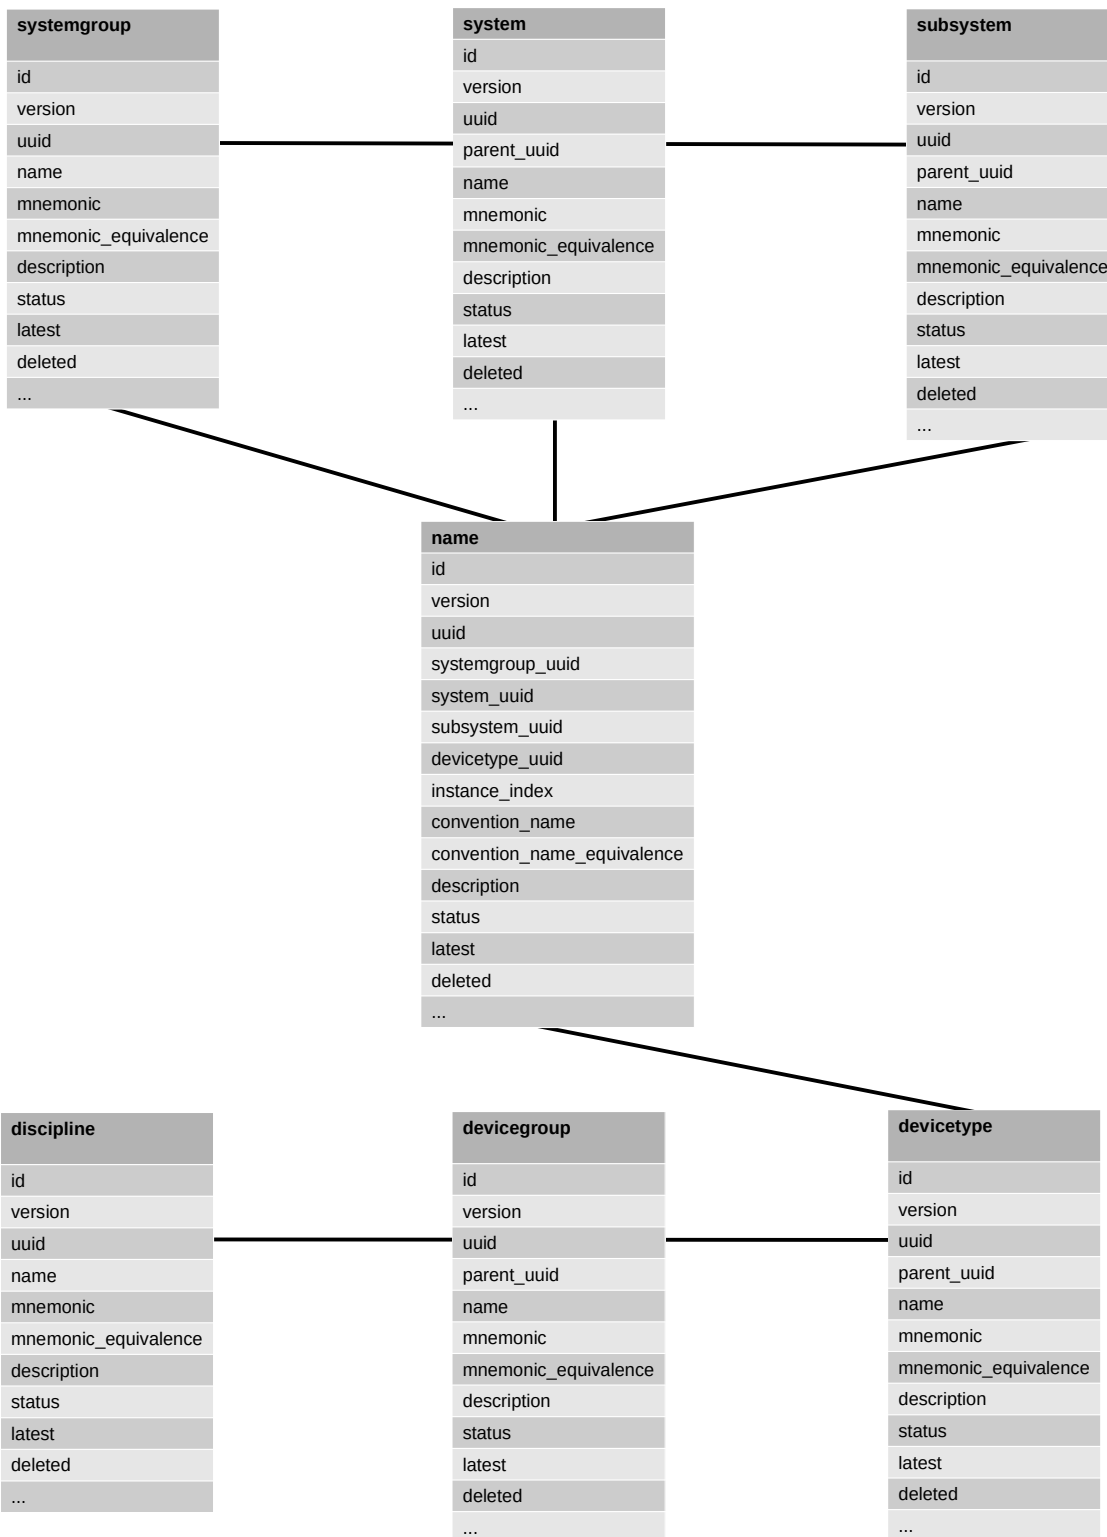 systemgroup
id
version
uuid
name
mnemonic
mnemonic_equivalence
description
status
latest
deleted
...
system
id
version
uuid
parent_uuid
name
mnemonic
mnemonic_equivalence
description
status
latest
deleted
...
subsystem
id
version
uuid
parent_uuid
name
mnemonic
mnemonic_equivalence
description
status
latest
deleted
...
name
id
version
uuid
systemgroup_uuid
system_uuid
subsystem_uuid
devicetype_uuid
instance_index
convention_name
convention_name_equivalence
description
status
latest
deleted
...
discipline
id
version
uuid
name
mnemonic
mnemonic_equivalence
description
status
latest
deleted
...
devicegroup
id
version
uuid
parent_uuid
name
mnemonic
mnemonic_equivalence
description
status
latest
deleted
...
devicetype
id
version
uuid
parent_uuid
name
mnemonic
mnemonic_equivalence
description
status
latest
deleted
...